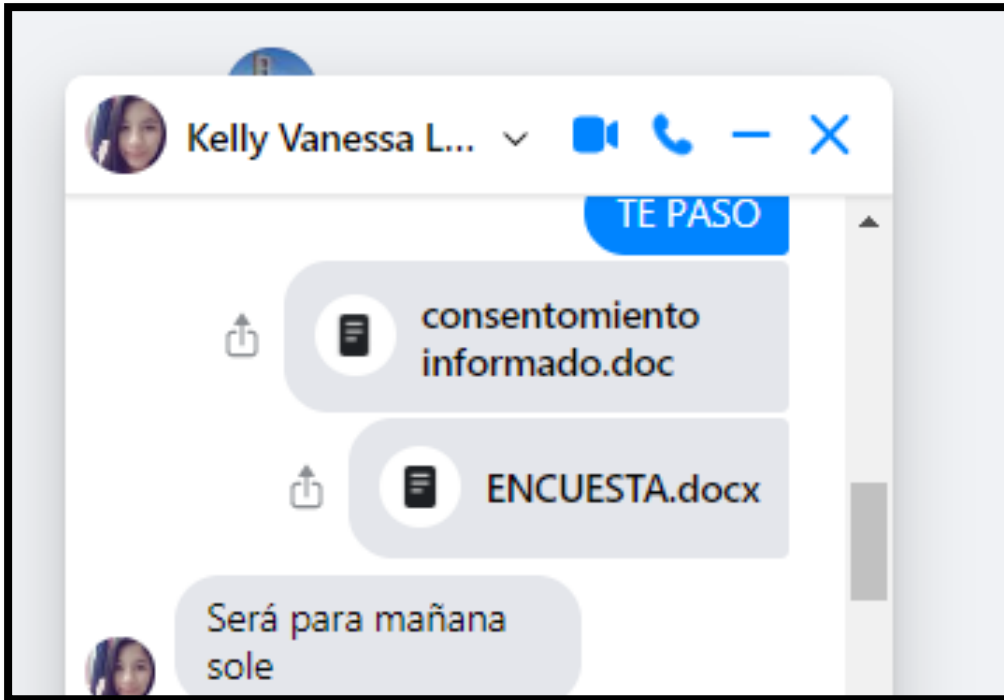 Kelly Vanessa L...
TE PASO
consentomiento
informado.doc
ENCUESTA.docx
Será para mañana
sole